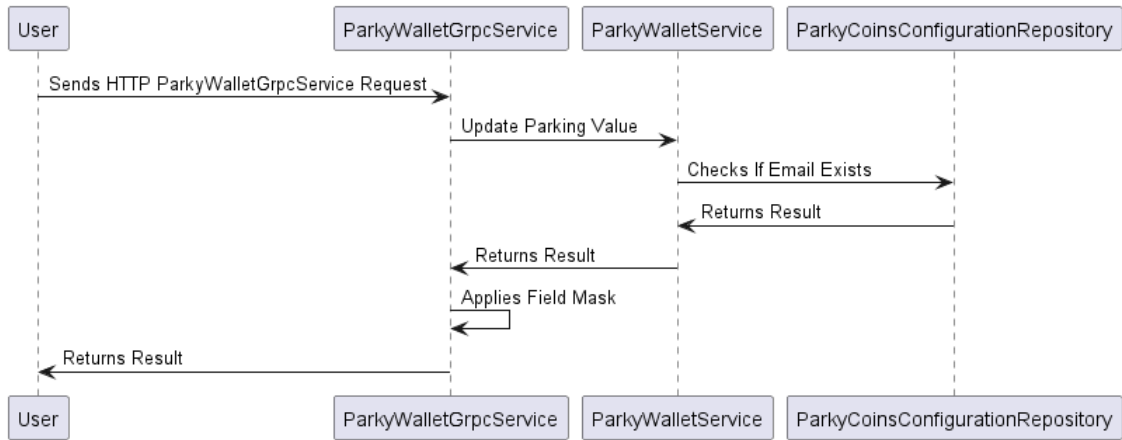 User
ParkyWalletGrpcService
ParkyWalletService
ParkyCoinsConfigurationRepository
Sends HTTP ParkyWalletGrpcService Request
Update Parking Value
Checks If Email Exists
Returns Result
Returns Result
Applies Field Mask
Returns Result
User
ParkyWalletGrpcService
ParkyWalletService
ParkyCoinsConfigurationRepository